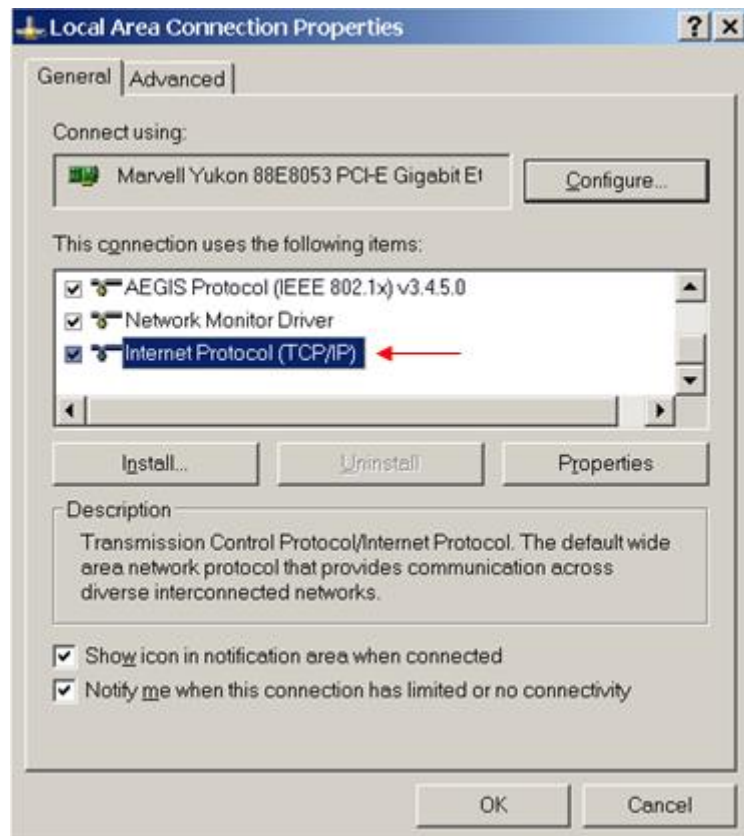 Local Area Connection Properties
General Advanced
Connect using:
Marvell Yukon 88E8053 PCI-E Gigabit Et
Configure...
This connection uses the following items:
AEGIS Protocol (IEEE 802.1x) v3.4.5.0
Network Monitor Driver
Internet Protocol (TCP/IP)
Install... Uninstall Properties
Description
Transmission Control Protocol/Internet Protocol. The default wide
area network protocol that provides communication across
diverse interconnected networks.
Show icon in notification area when connected
Notify me when this connection has limited or no connectivity
OK Cancel